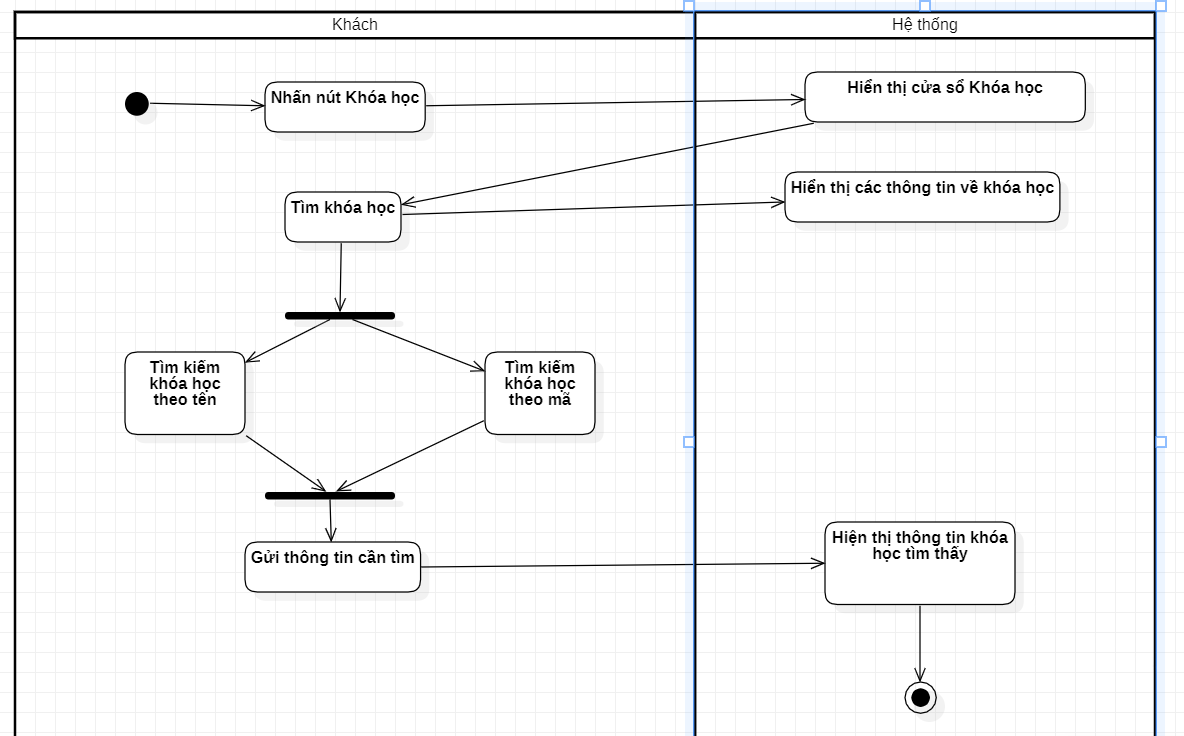 Khách
Hệ thống
Nhấn nút Khóa học
Hiển thị cửa sổ Khóa học
Tìm khóa học
Hiển thị các thông tin về khóa học
Tìm kiếm
khóa học
theo tên
Tìm kiếm
khóa học
theo mã
Gửi thông tin cần tìm
Hiện thị thông tin khóa
học tìm thấy